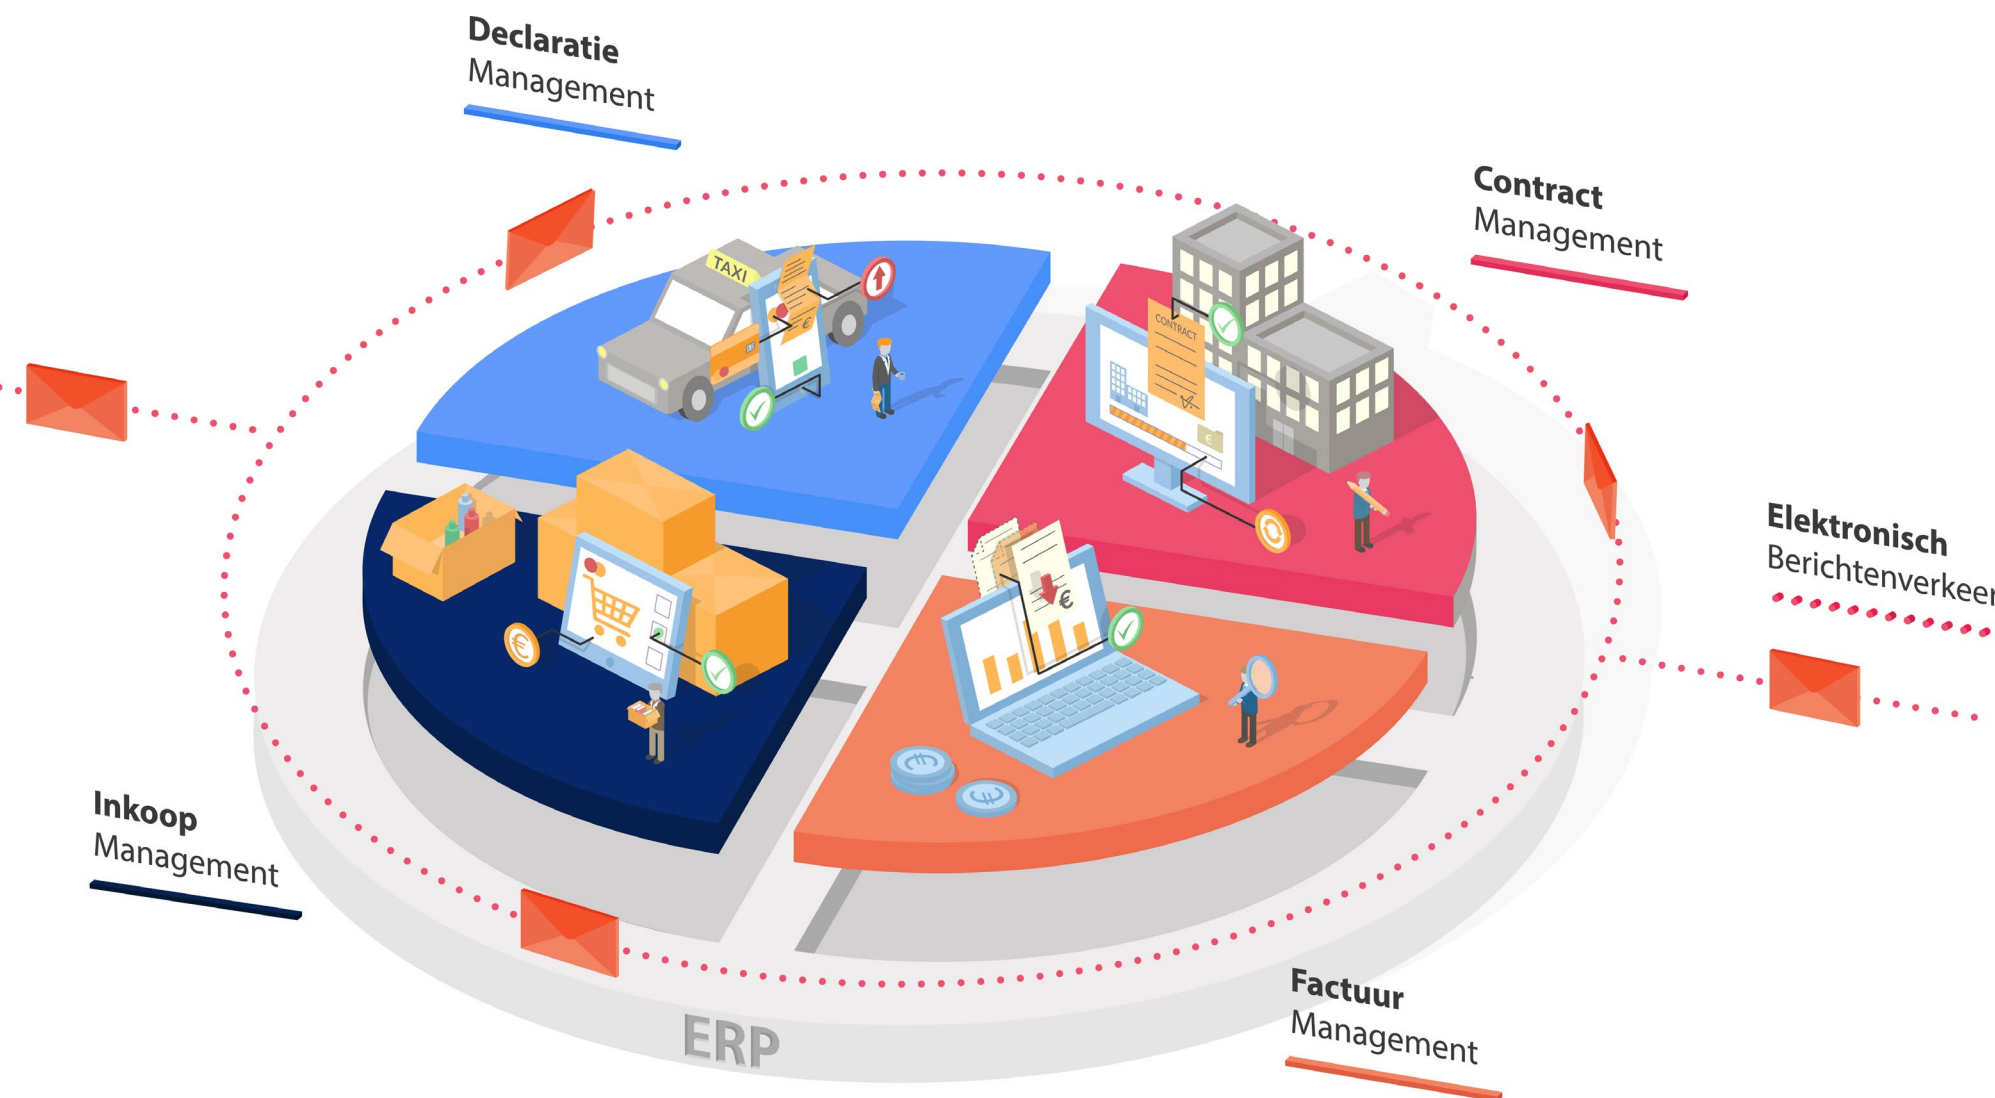 Declaratie
Management
Contract
Management
TAXI
CONTRACT
€
€
€
€
Elektronisch
Berichtenverkeer
Inkoop
Management
€
€
ERP
Factuur
Management